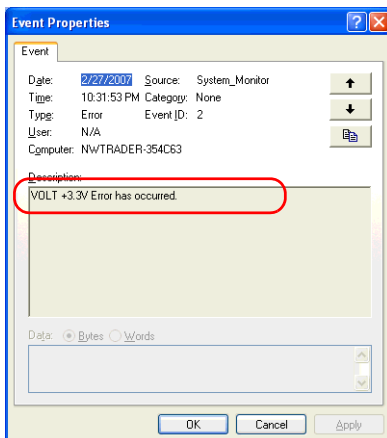 Event Properties
Event
Date: 2/27/2007 Source: System_Monitor
Time: 10:31:53 PM Category: None
Type: Error Event ID: 2
User: N/A
Computer: NWTRADER-354C63
Description:
VOLT +3.3V Error has occurred.
Data: Bytes Words
OK Cancel Apply